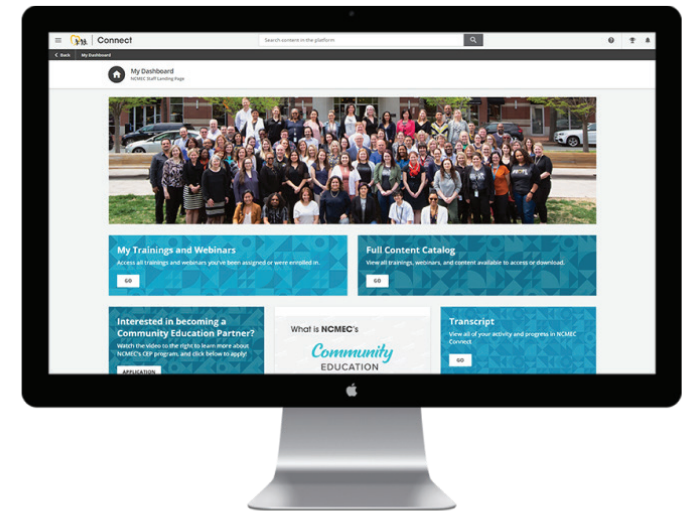 Connect
Search content in the platform
< Back My Dashboard
My Dashboard
NCMEC Staff Landing Page
My Trainings and Webinars
Access all trainings and webinars you've been assigned or were enrolled in.
GO
Full Content Catalog
View all trainings, webinars, and content available to access or download.
GO
Interested in becoming a
Community Education Partner?
Watch the video to the right to learn more about
NCMEC's CEP program, and click below to apply!
APPLICATION
What is NCMEC's
Community
EDUCATION
Transcript
View all of your activity and progress in NCMEC
Connect
GO